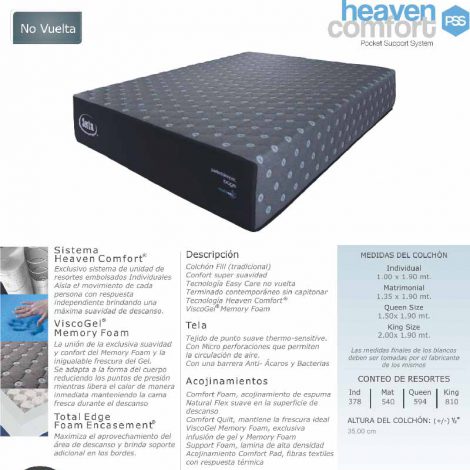 No Vuelta
heaven
comfort PSS
Pocket Support System
Serta
Sistema
Heaven Comfort®
Exclusivo sistema de unidad de
resortes embolsados Individuales
Aísla el movimiento de cada
persona con respuesta
independiente brindando una
máxima suavidad de descanso.
ViscoGel®
Memory Foam
La unión de la exclusiva suavidad
y confort del Memory Foam y la
inigualable frescura del Gel.
Se adapta a la forma del cuerpo
reduciendo los puntos de presión
mientras libera el calor de manera
inmediata manteniendo la cama
fresca durante el descanso
Total Edge
Foam Encasement®
Maximiza el aprovechamiento del
área de descanso y brinda soporte
adicional en los bordes.
Descripción
Colchón Fill (tradicional)
Confort super suavidad
Tecnología Easy Care no vuelta
Terminado contemporáneo sin capitonar
Tecnología Heaven Comfort®
ViscoGel® Memory Foam
Tela
Tejido de punto suave thermo-sensitive.
Con Micro perforaciones que permiten
la circulación de aire.
Con una barrera Anti- Ácaros y Bacterias
Acojinamientos
Comfort Foam, acojinamiento de espuma
Natural Flex suave en la superficie de
descanso
Comfort Quilt, mantiene la frescura ideal
ViscoGel Memory Foam, exclusiva
infusión de gel y Memory Foam
Support Foam, lamina de alta densidad
Acojinamiento Comfort Pad, fibras textiles
con respuesta térmica
MEDIDAS DEL COLCHÓN
Individual
1.00 x 1.90 mt.
Matrimonial
1.35 x 1.90 mt.
Queen Size
1.50x 1.90 mt.
King Size
2.00x 1.90 mt.
Las medidas finales de los blancos
deben ser tomadas por el fabricante
de los mismos
CONTEO DE RESORTES
Ind Mat Queen King
378 540 594 810
ALTURA DEL COLCHÓN: (+/-) ½"
35.00 cm